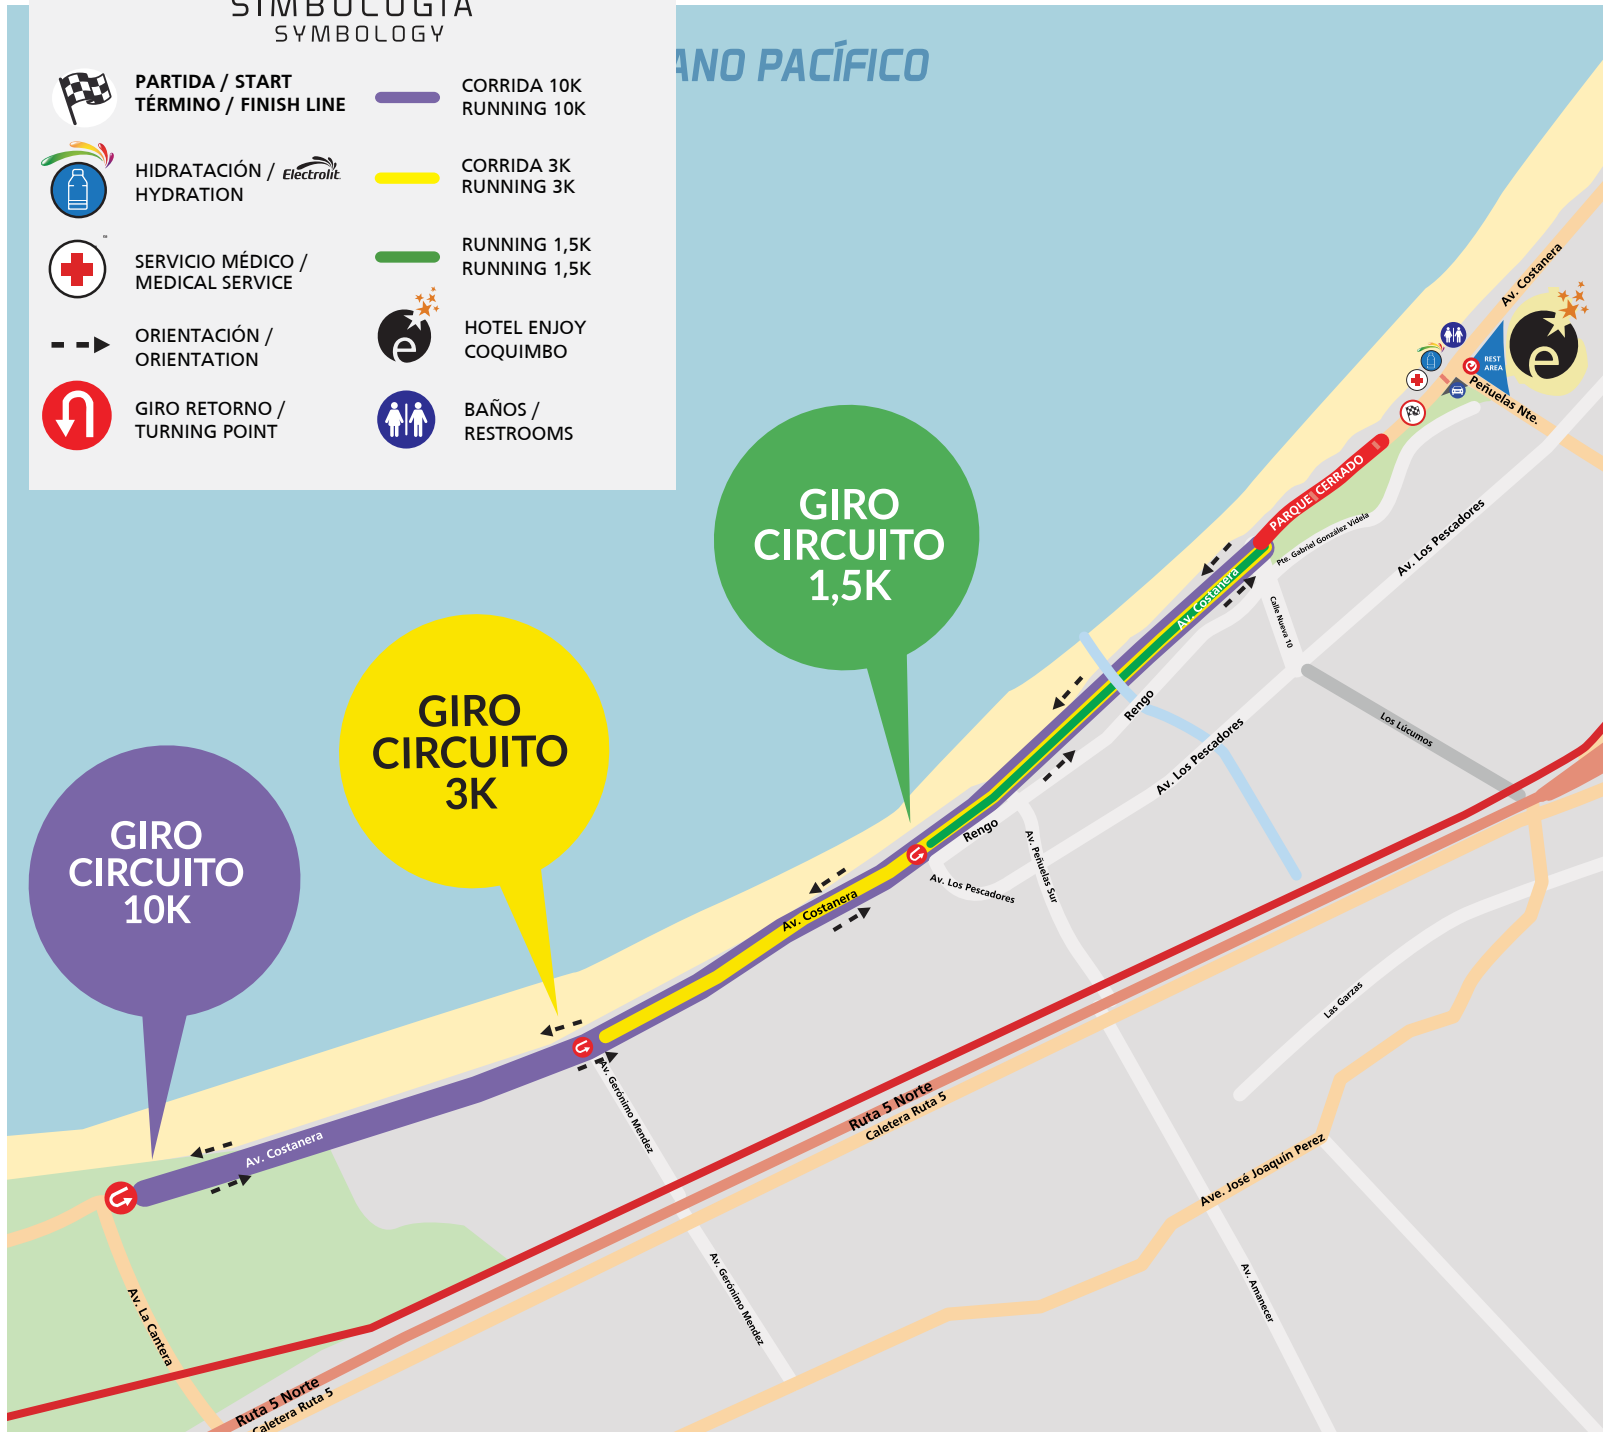 SIMBOLOGÍA
SYMBOLOGY
PARTIDA / START
TÉRMINO / FINISH LINE
HIDRATACIÓN / Electrolit
HYDRATION
SERVICIO MÉDICO /
MEDICAL SERVICE
ORIENTACIÓN /
ORIENTATION
GIRO RETORNO /
TURNING POINT
CORRIDA 10K
RUNNING 10K
CORRIDA 3K
RUNNING 3K
RUNNING 1,5K
RUNNING 1,5K
e
HOTEL ENJOY
COQUIMBO
BAÑOS /
RESTROOMS
ANO PACÍFICO
Av. Costanera
e
REST
AREA
Peñuelas Nte.
PARQUE CERRADO
Pte. Gabriel González Videla
Av. Los Pescadores
GIRO
CIRCUITO
1,5K
Av. Costanera
Calle Nueva 10
Rengo
Los Lúcumos
Av. Los Pescadores
GIRO
CIRCUITO
3K
Rengo
Av. Peñuelas Sur
Av. Los Pescadores
Av. Costanera
GIRO
CIRCUITO
10K
Las Garzas
Av. Gerónimo Mendez
Ruta 5 Norte
Caletera Ruta 5
Av. Costanera
Ave. José Joaquín Perez
Av. Gerónimo Mendez
Av. Amanecer
Av. La Cantera
Ruta 5 Norte
Caletera Ruta 5